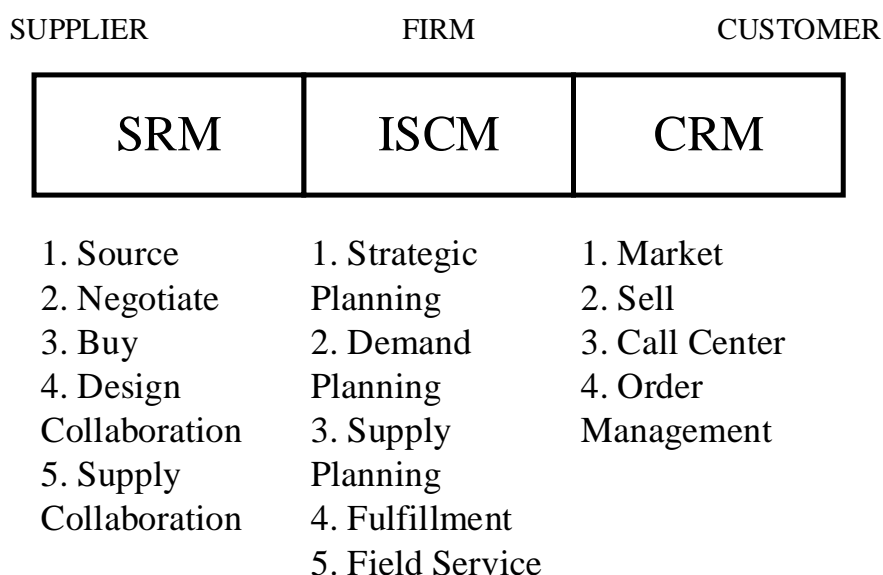 SUPPLIER FIRM CUSTOMER
SRM ISCM CRM
1. Source
2. Negotiate
3. Buy
4. Design
Collaboration
5. Supply
Collaboration
1. Strategic
Planning
2. Demand
Planning
3. Supply
Planning
4. Fulfillment
5. Field Service
1. Market
2. Sell
3. Call Center
4. Order
Management